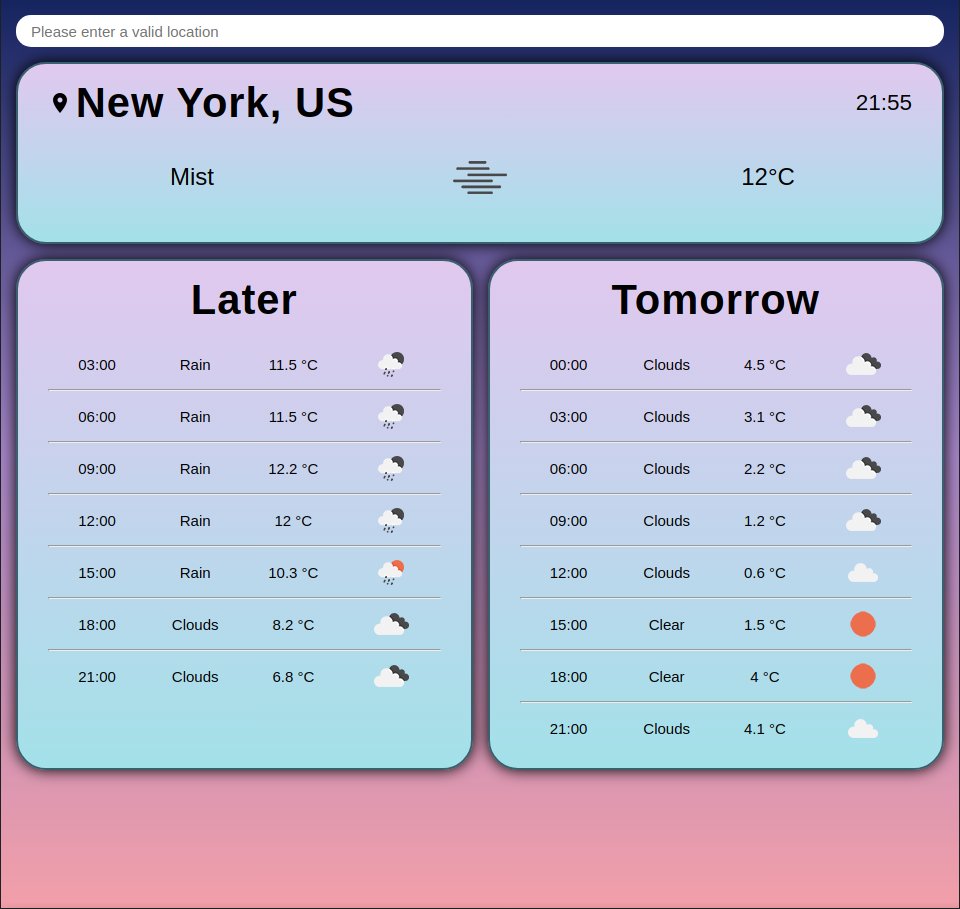 Please enter a valid location
New York, US 21:55
Mist 12°C
Later
03:00 Rain 11.5 °C
06:00 Rain 11.5 °C
09:00 Rain 12.2 °C
12:00 Rain 12 °C
15:00 Rain 10.3 °C
18:00 Clouds 8.2 °C
21:00 Clouds 6.8 °C
Tomorrow
00:00 Clouds 4.5 °C
03:00 Clouds 3.1 °C
06:00 Clouds 2.2 °C
09:00 Clouds 1.2 °C
12:00 Clouds 0.6 °C
15:00 Clear 1.5 °C
18:00 Clear 4 °C
21:00 Clouds 4.1 °C